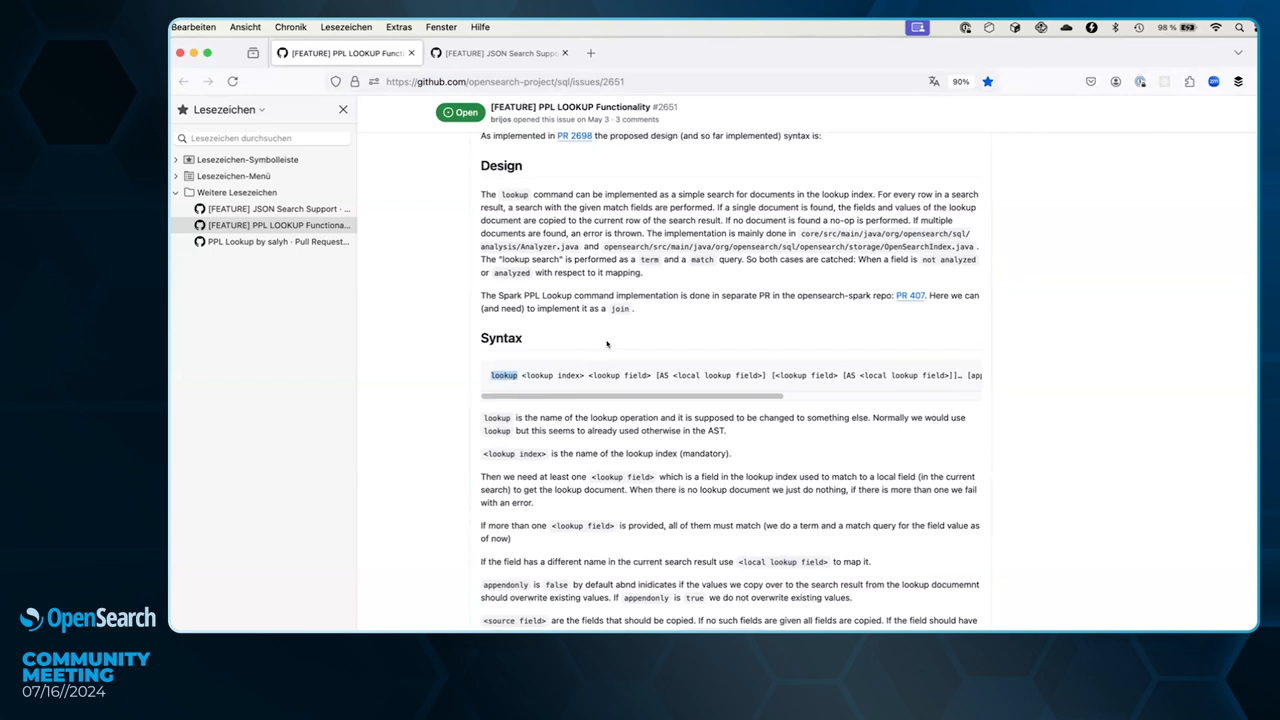 Bearbeiten Ansicht Chronik Lesezeichen Extras Fenster Hilfe 98 %
[FEATURE] PPL LOOKUP Functi [FEATURE] JSON Search Suppo
https://github.com/opensearch-project/sql/issues/2651 90%
Lesezeichen
Lesezeichen durchsuchen
Lesezeichen-Symbolleiste
Lesezeichen-Menü
Weitere Lesezeichen
[FEATURE] JSON Search Support · ...
[FEATURE] PPL LOOKUP Functiona...
PPL Lookup by salyh · Pull Request...
Open
[FEATURE] PPL LOOKUP Functionality #2651
brijos opened this issue on May 3 · 3 comments
As implemented in PR 2698 the proposed design (and so far implemented) syntax is:
Design
The lookup command can be implemented as a simple search for documents in the lookup index. For every row in a search
result, a search with the given match fields are performed. If a single document is found, the fields and values of the lookup
document are copied to the current row of the search result. If no document is found a no-op is performed. If multiple
documents are found, an error is thrown. The implementation is mainly done in core/src/main/java/org/opensearch/sql/
analysis/Analyzer.java and opensearch/src/main/java/org/opensearch/sql/opensearch/storage/OpenSearchIndex.java .
The "lookup search" is performed as a term and a match query. So both cases are catched: When a field is not analyzed
or analyzed with respect to it mapping.
The Spark PPL Lookup command implementation is done in separate PR in the opensearch-spark repo: PR 407. Here we can
(and need) to implement it as a join .
Syntax
lookup <lookup index> <lookup field> [AS <local lookup field>] [<lookup field> [AS <local lookup field>]]… [app
lookup is the name of the lookup operation and it is supposed to be changed to something else. Normally we would use
lookup but this seems to already used otherwise in the AST.
<lookup index> is the name of the lookup index (mandatory).
Then we need at least one <lookup field> which is a field in the lookup index used to match to a local field (in the current
search) to get the lookup document. When there is no lookup document we just do nothing, if there is more than one we fail
with an error.
If more than one <lookup field> is provided, all of them must match (we do a term and a match query for the field value as
of now)
If the field has a different name in the current search result use <local lookup field> to map it.
appendonly is false by default abnd inidicates if the values we copy over to the search result from the lookup documemnt
should overwrite existing values. If appendonly is true we do not overwrite existing values.
<source field> are the fields that should be copied. If no such fields are given all fields are copied. If the field should have
OpenSearch
COMMUNITY
MEETING
07/16//2024